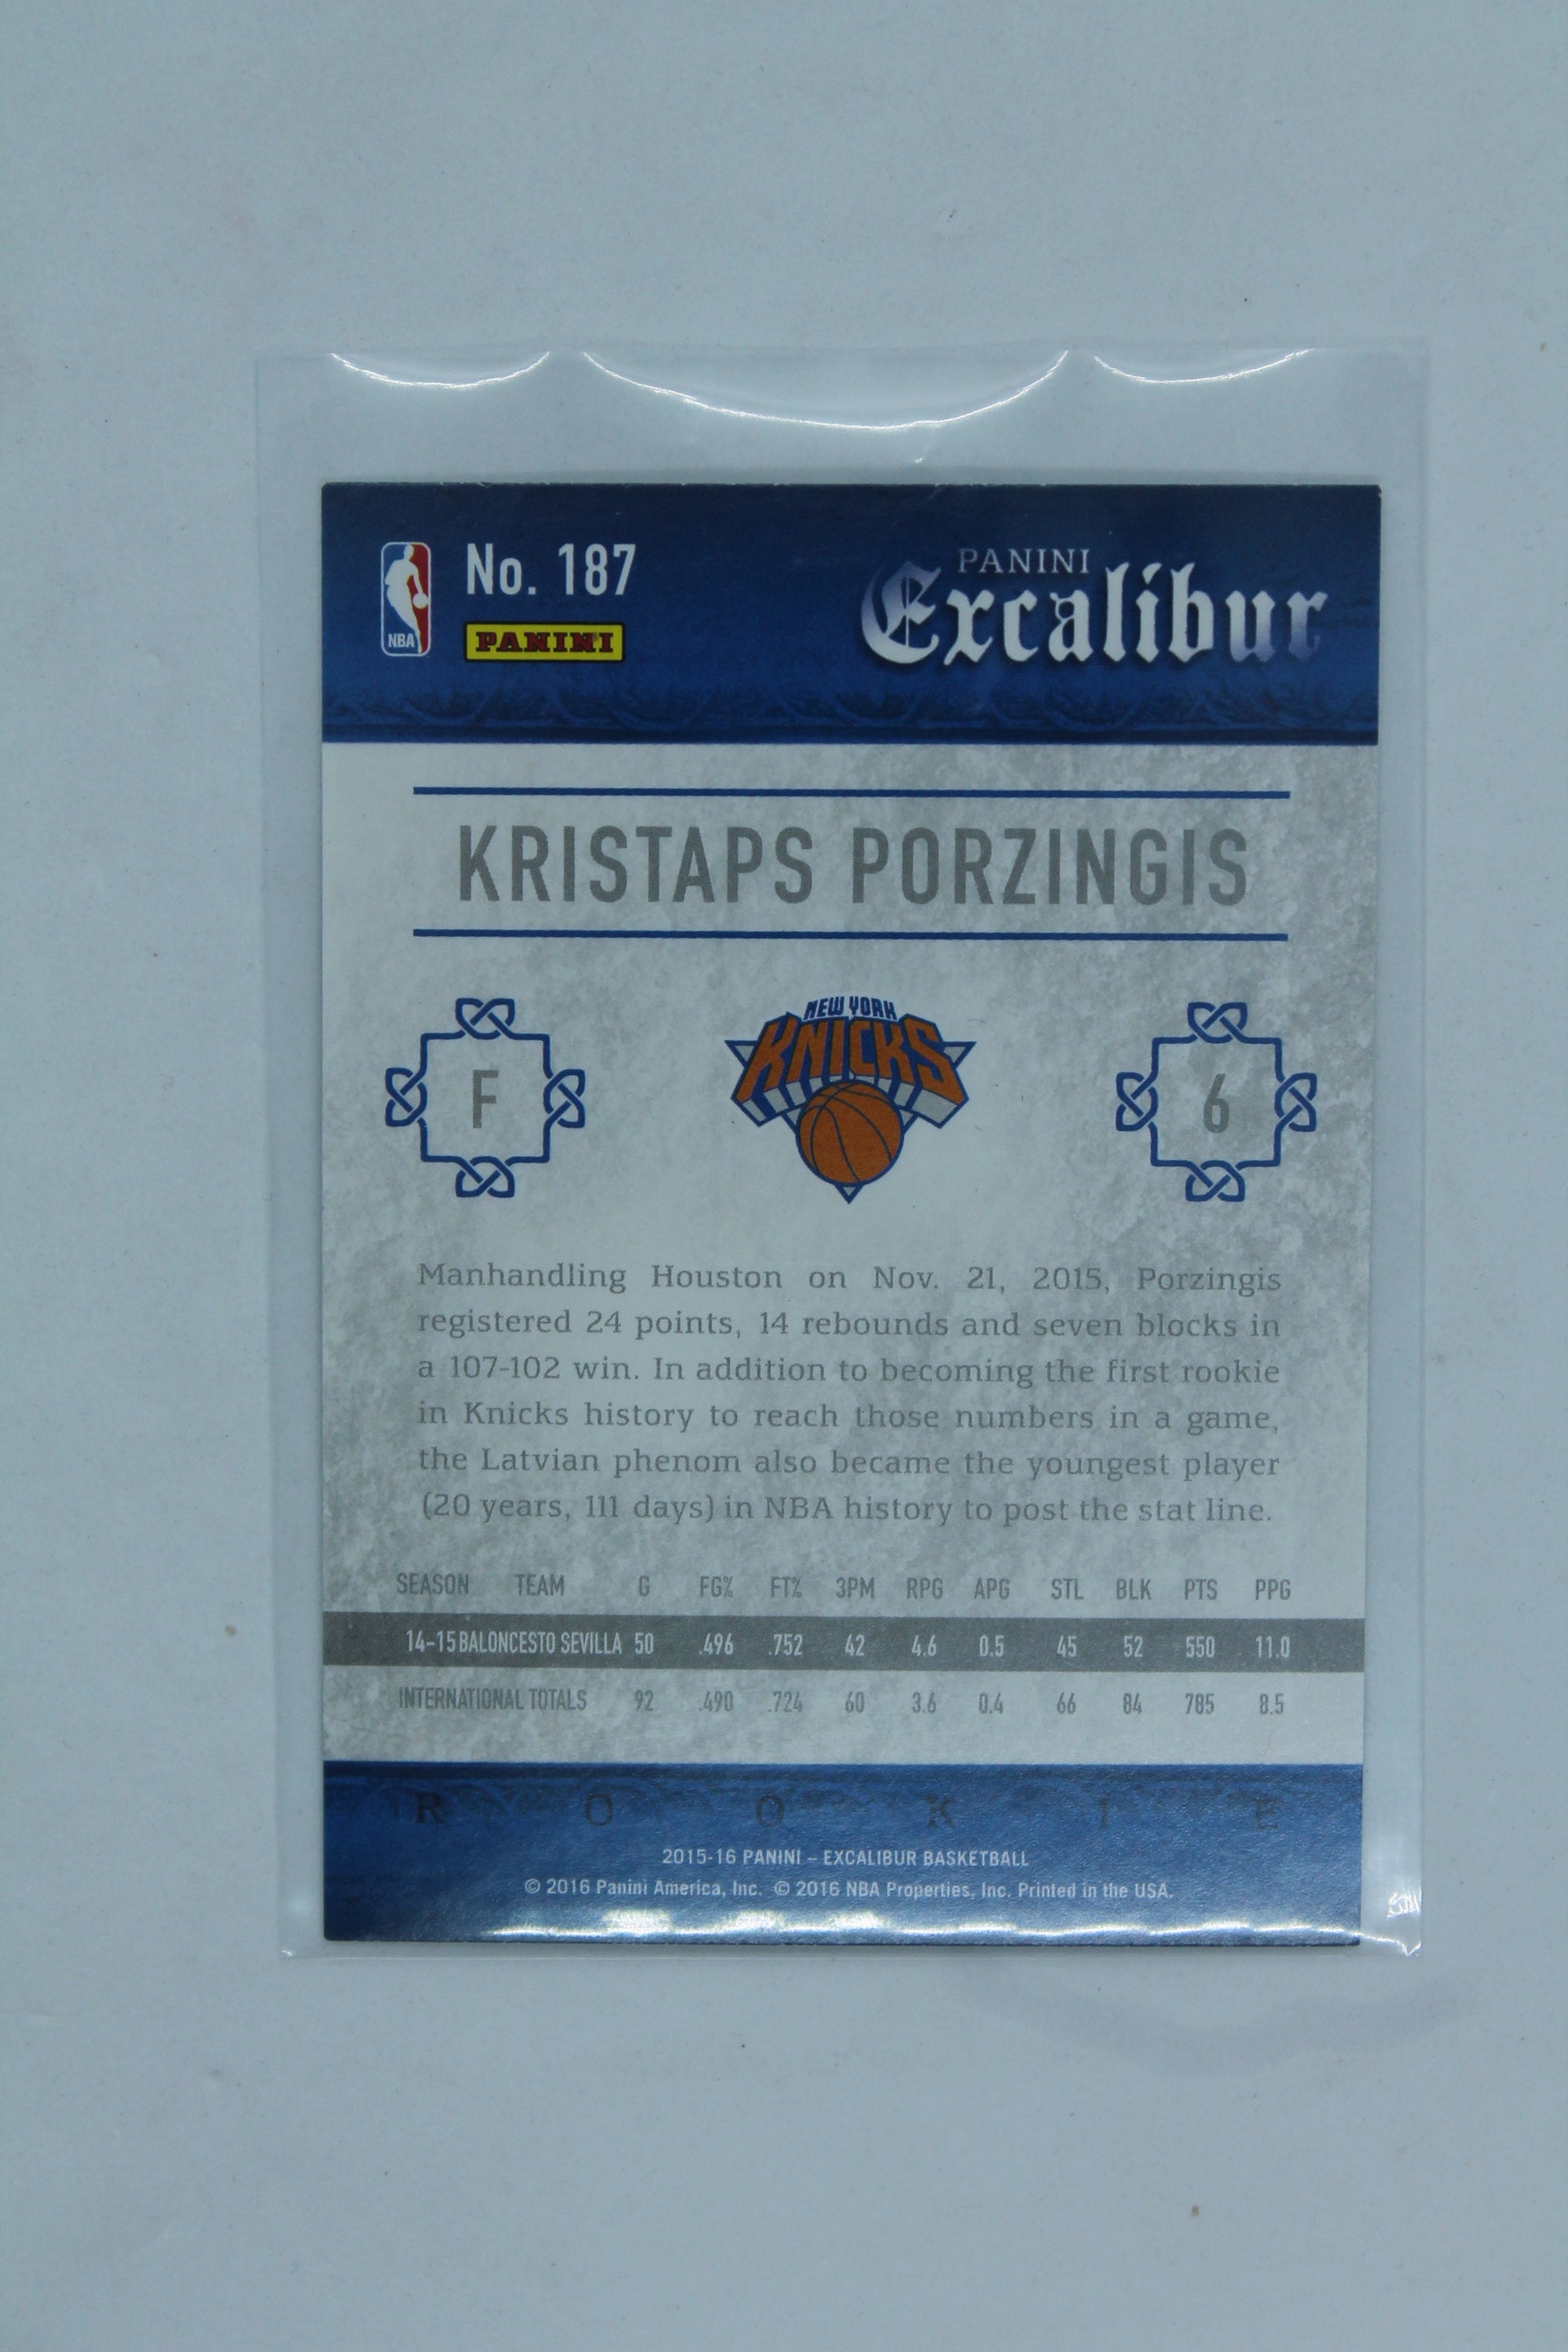 No. 187
NBA
PANINI
PANINI
Excalibur
KRISTAPS PORZINGIS
F
NEW YORK
KNICKS
6
Manhandling Houston on Nov. 21, 2015, Porzingis
registered 24 points, 14 rebounds and seven blocks in
a 107-102 win. In addition to becoming the first rookie
in Knicks history to reach those numbers in a game,
the Latvian phenom also became the youngest player
(20 years, 111 days) in NBA history to post the stat line.
SEASON TEAM G FG% FT% 3PM RPG APG STL BLK PTS PPG
14-15 BALONCESTO SEVILLA 50 .496 .752 42 4.6 0.5 45 52 550 11.0
INTERNATIONAL TOTALS 92 .490 .724 60 3.6 0.4 66 84 785 8.5
R O O K I E
2015-16 PANINI – EXCALIBUR BASKETBALL
© 2016 Panini America, Inc. © 2016 NBA Properties, Inc. Printed in the USA.